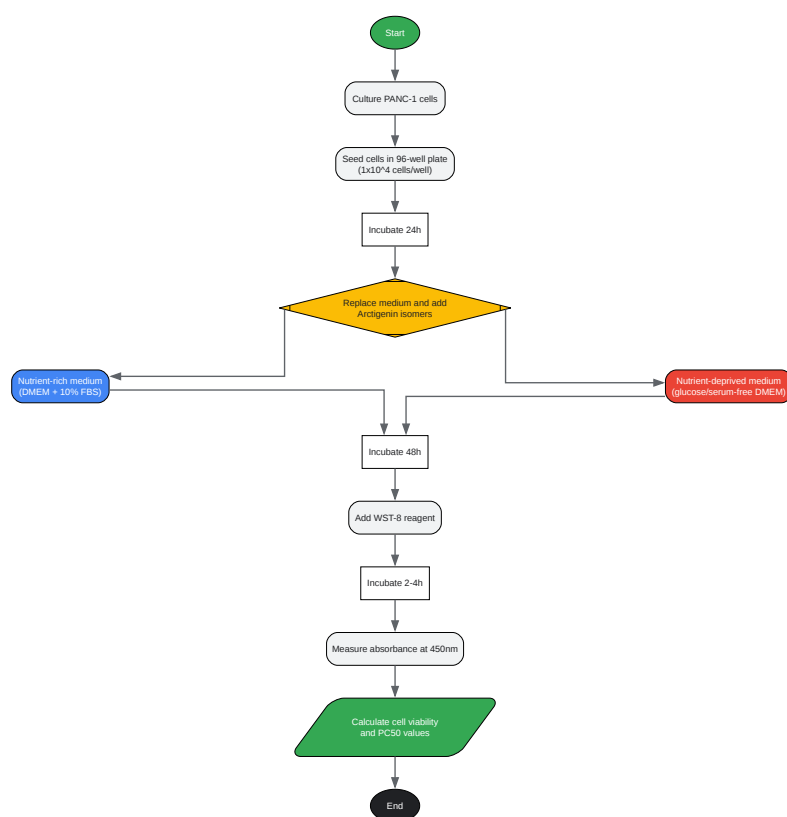 Start
Culture PANC-1 cells
Seed cells in 96-well plate
(1x10^4 cells/well)
Incubate 24h
Replace medium and add
Arctigenin isomers
Nutrient-rich medium
(DMEM + 10% FBS)
Nutrient-deprived medium
(glucose/serum-free DMEM)
Incubate 48h
Add WST-8 reagent
Incubate 2-4h
Measure absorbance at 450nm
Calculate cell viability
and PC50 values
End